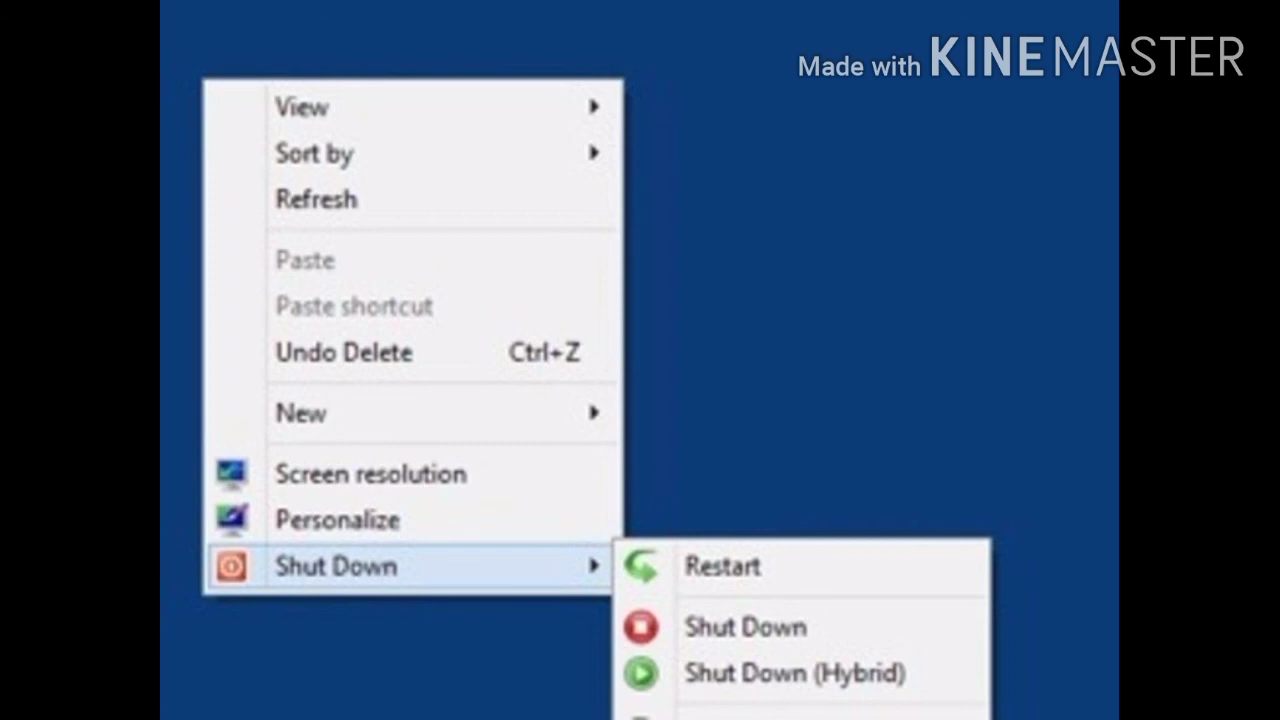 Made with KINEMASTER
View
Sort by
Refresh
Paste
Paste shortcut
Undo Delete Ctrl+Z
New
Screen resolution
Personalize
Shut Down
Restart
Shut Down
Shut Down (Hybrid)